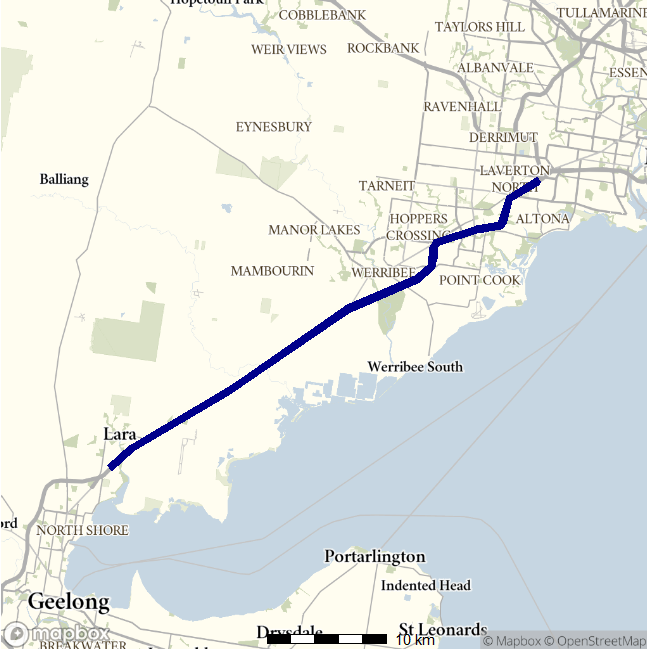 Hopetoun Park
COBBLEBANK
TULLAMARINE
TAYLORS HILL
WEIR VIEWS
ROCKBANK
ALBANVALE
ESSEN
RAVENHALL
EYNESBURY
DERRIMUT
LAVERTON
NORTH
Balliang
TARNEIT
HOPPERS
CROSSING
ALTONA
MANOR LAKES
MAMBOURIN
WERRIBEE
POINT COOK
Werribee South
Lara
ord
NORTH SHORE
Portarlington
Indented Head
Geelong
Drysdale
St Leonards
BREAKWATER
10 km
mapbox
© Mapbox © OpenStreetMap